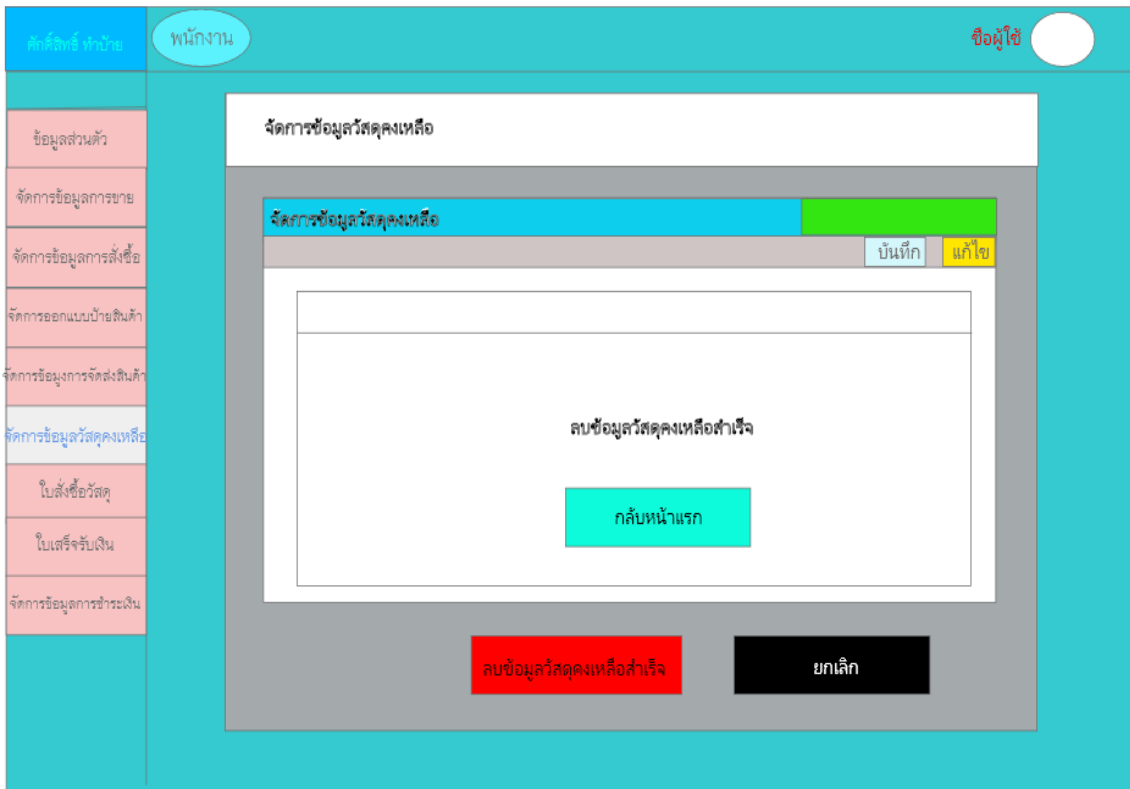 ศักดิ์สิทธิ์ ทำป้าย
พนักงาน
ชื่อผู้ใช้
ข้อมูลส่วนตัว
จัดการข้อมูลการขาย
จัดการข้อมูลการสั่งซื้อ
จัดการออกแบบป้ายสินค้า
จัดการข้อมุงการจัดส่งสินค้า
จัดการข้อมูลวัสดุคงเหลือ
ใบสั่งซื้อวัสดุ
ใบเสร็จรับเงิน
จัดการข้อมูลการชำระเงิน
จัดการข้อมูลวัสดุคงเหลือ
จัดการข้อมูลวัสดุคงเหลือ
บันทึก
แก้ไข
ลบข้อมูลวัสดุคงเหลือสำเร็จ
กลับหน้าแรก
ลบข้อมูลวัสดุคงเหลือสำเร็จ
ยกเลิก